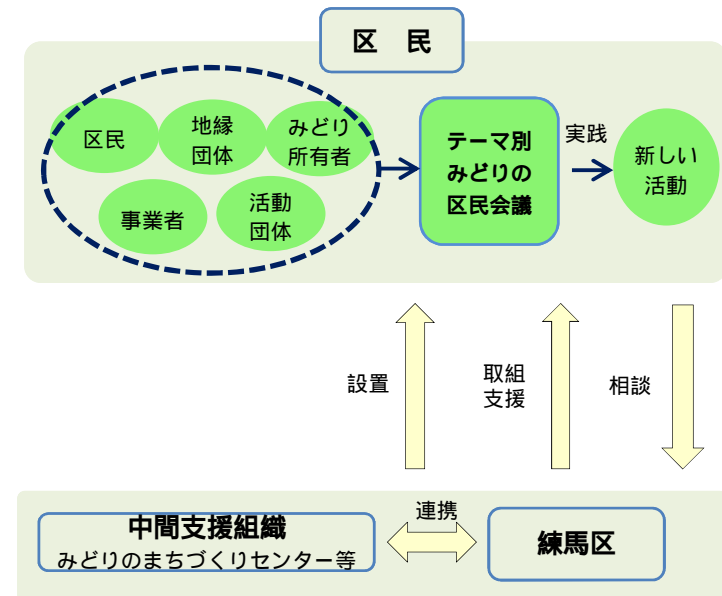 区　民
区民
地縁
団体
みどり
所有者
事業者
活動
団体
テーマ別
みどりの
区民会議
実践
新しい
活動
設置
取組
支援
相談
中間支援組織
みどりのまちづくりセンター等
連携
練馬区